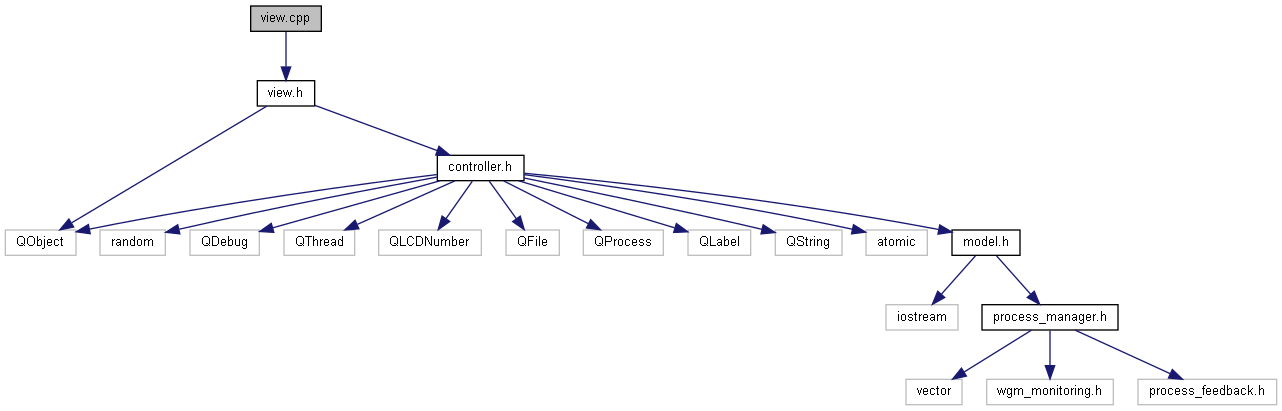 view.cpp
view.h
controller.h
QObject
random
QDebug
QThread
QLCDNumber
QFile
QProcess
QLabel
QString
atomic
model.h
iostream
process_manager.h
vector
wgm_monitoring.h
process_feedback.h